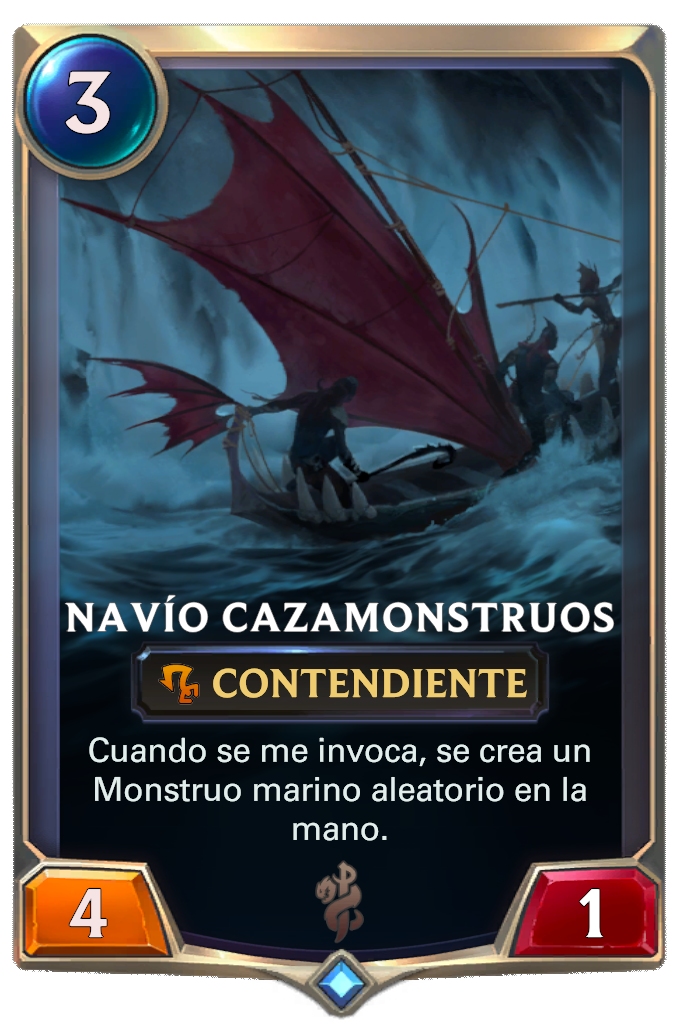 3
NAVÍO CAZAMONSTRUOS
CONTENDIENTE
Cuando se me invoca, se crea un
Monstruo marino aleatorio en la
mano.
4
1